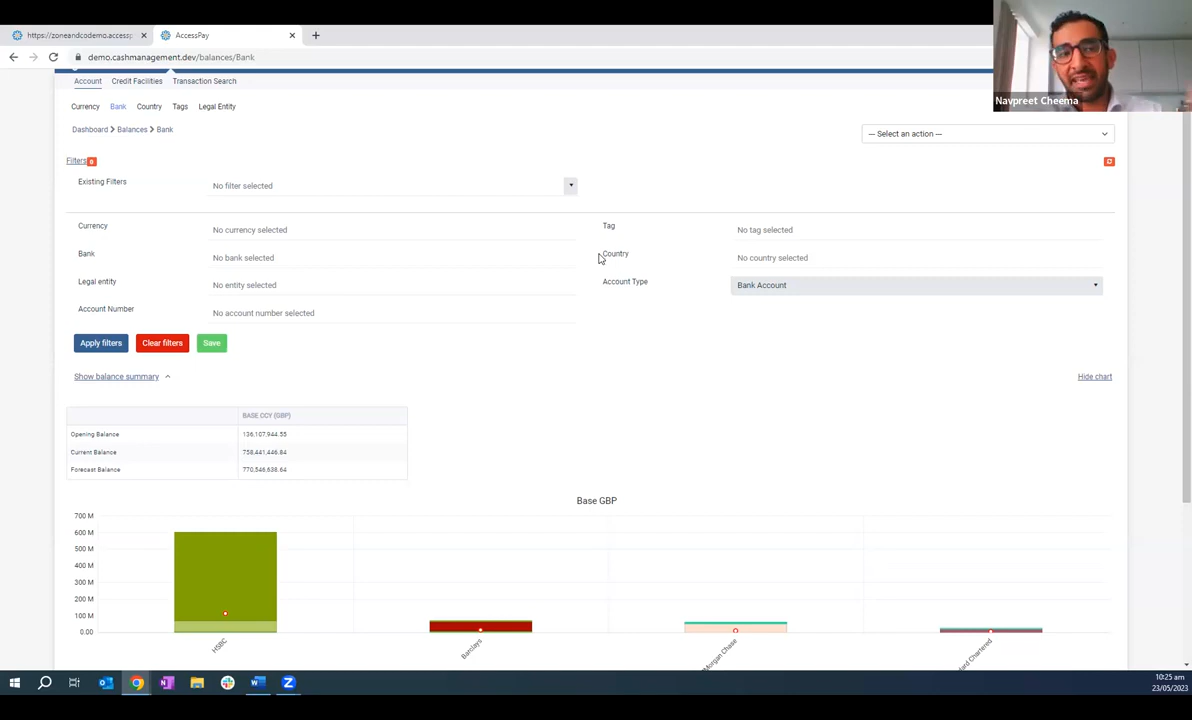 https://zoneandcodemo.accessp
AccessPay
demo.cashmanagement.dev/balances/Bank
Navpreet Cheema
Account Credit Facilities Transaction Search
Currency Bank Country Tags Legal Entity
Dashboard Balances Bank
--- Select an action ---
Filters 0
Existing Filters No filter selected
Currency No currency selected
Tag No tag selected
Bank No bank selected
Country No country selected
Legal entity No entity selected
Account Type Bank Account
Account Number No account number selected
Apply filters Clear filters Save
Show balance summary
Hide chart
BASE CCY (GBP)
Opening Balance 136,107,944.55
Current Balance 758,441,446.84
Forecast Balance 770,546,638.64
Base GBP
700 M
600 M
500 M
400 M
300 M
200 M
100 M
0.00
HSBC
Barclays
Morgan Chase
dard Chartered
10:25 am
23/05/2023